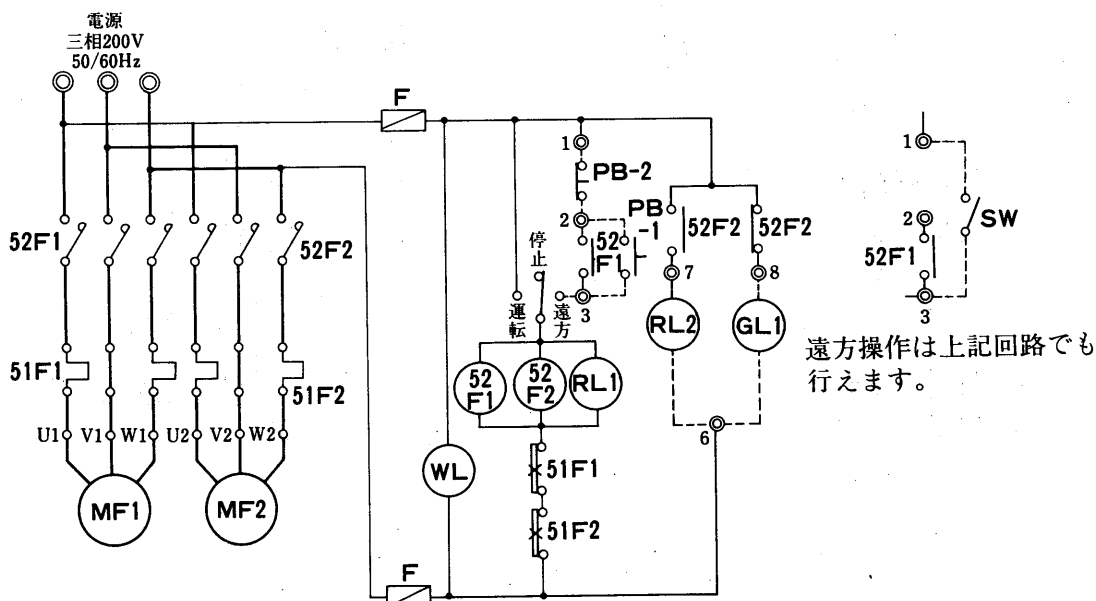 電源
三相200V
50/60Hz
F
1
PB-2
2
PB
-1
52
F1
52F2
52F2
停止
運転
遠方
3
7
8
RL2
GL1
6
52F1
52F2
51F1
51F2
U1
V1
W1
U2
V2
W2
MF1
MF2
WL
52
F1
52
F2
RL1
51F1
51F2
F
1
2
52F1
3
SW
遠方操作は上記回路でも
行えます。